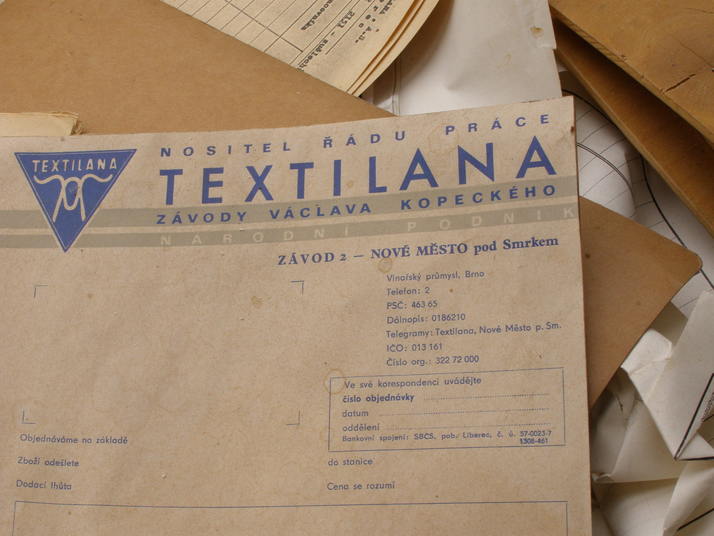 NOSITEL ŘÁDU PRÁCE
TEXTILANA
TEXTILANA
ZÁVODY VÁCLAVA KOPECKÉHO
NÁRODNÍ PODNIK
ZÁVOD 2 — NOVÉ MĚSTO pod Smrkem
Vlnařský průmysl, Brno
Telefon: 2
PSČ: 463 65
Dálnopis: 0186210
Telegramy: Textilana, Nové Město p. Sm.
IČO: 013 161
Číslo org.: 322 72 000
Ve své korespondenci uvádějte
číslo objednávky
datum
oddělení
Bankovní spojení: SBČS, pob. Liberec, č. ú. 57-0023-7
1308-461
Objednáváme na základě
Zboží odešlete
do stanice
Dodací lhůta
Cena se rozumí